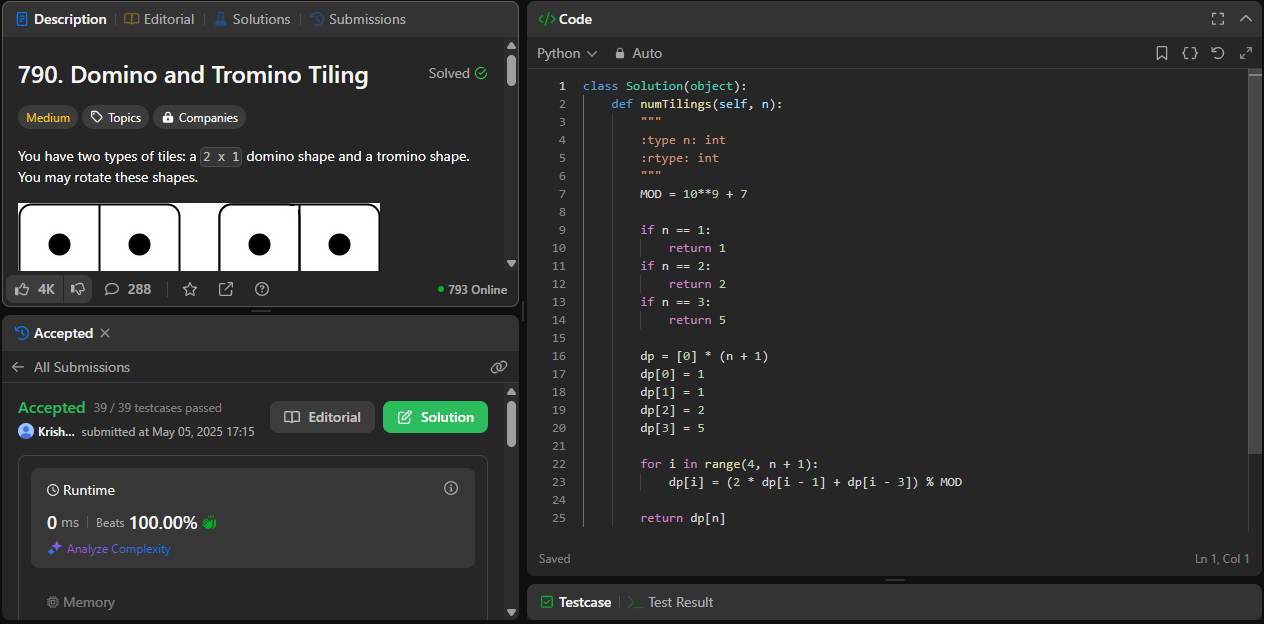 Description
Editorial
Solutions
Submissions
790. Domino and Tromino Tiling
Solved
Medium
Topics
Companies
You have two types of tiles: a 2 x 1 domino shape and a tromino shape.
You may rotate these shapes.
4K
288
793 Online
Accepted
All Submissions
Accepted 39 / 39 testcases passed
Krish... submitted at May 05, 2025 17:15
Editorial
Solution
Runtime
0 ms Beats 100.00%
Analyze Complexity
Memory
</> Code
Python
Auto
1 class Solution(object):
2 def numTilings(self, n):
3 """
4 :type n: int
5 :rtype: int
6 """
7 MOD = 10**9 + 7
8
9 if n == 1:
10 return 1
11 if n == 2:
12 return 2
13 if n == 3:
14 return 5
15
16 dp = [0] * (n + 1)
17 dp[0] = 1
18 dp[1] = 1
19 dp[2] = 2
20 dp[3] = 5
21
22 for i in range(4, n + 1):
23 dp[i] = (2 * dp[i - 1] + dp[i - 3]) % MOD
24
25 return dp[n]
Saved
Ln 1, Col 1
Testcase
Test Result